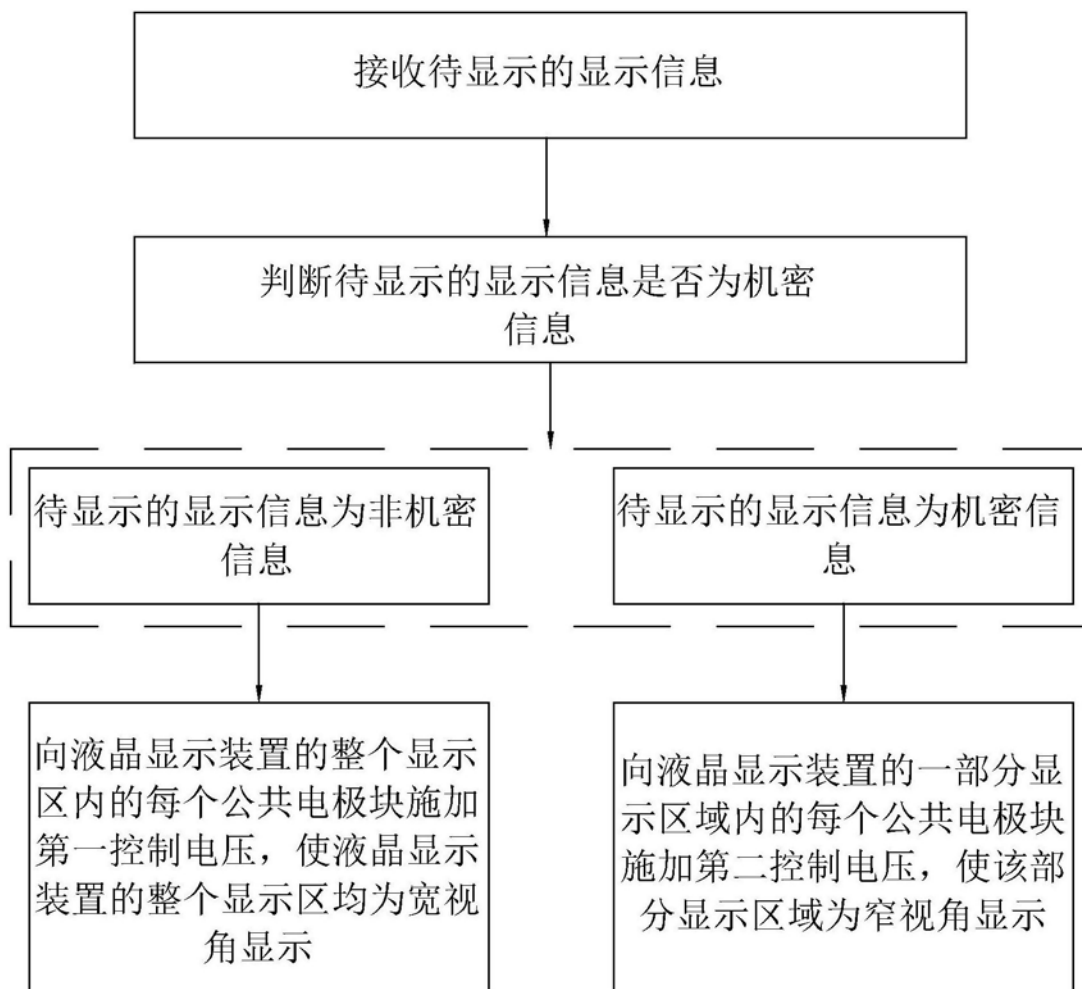 接收待显示的显示信息
判断待显示的显示信息是否为机密
信息
待显示的显示信息为非机密
信息
待显示的显示信息为机密信
息
向液晶显示装置的整个显示
区内的每个公共电极块施加
第一控制电压，使液晶显示
装置的整个显示区均为宽视
角显示
向液晶显示装置的一部分显
示区域内的每个公共电极块
施加第二控制电压，使该部
分显示区域为窄视角显示